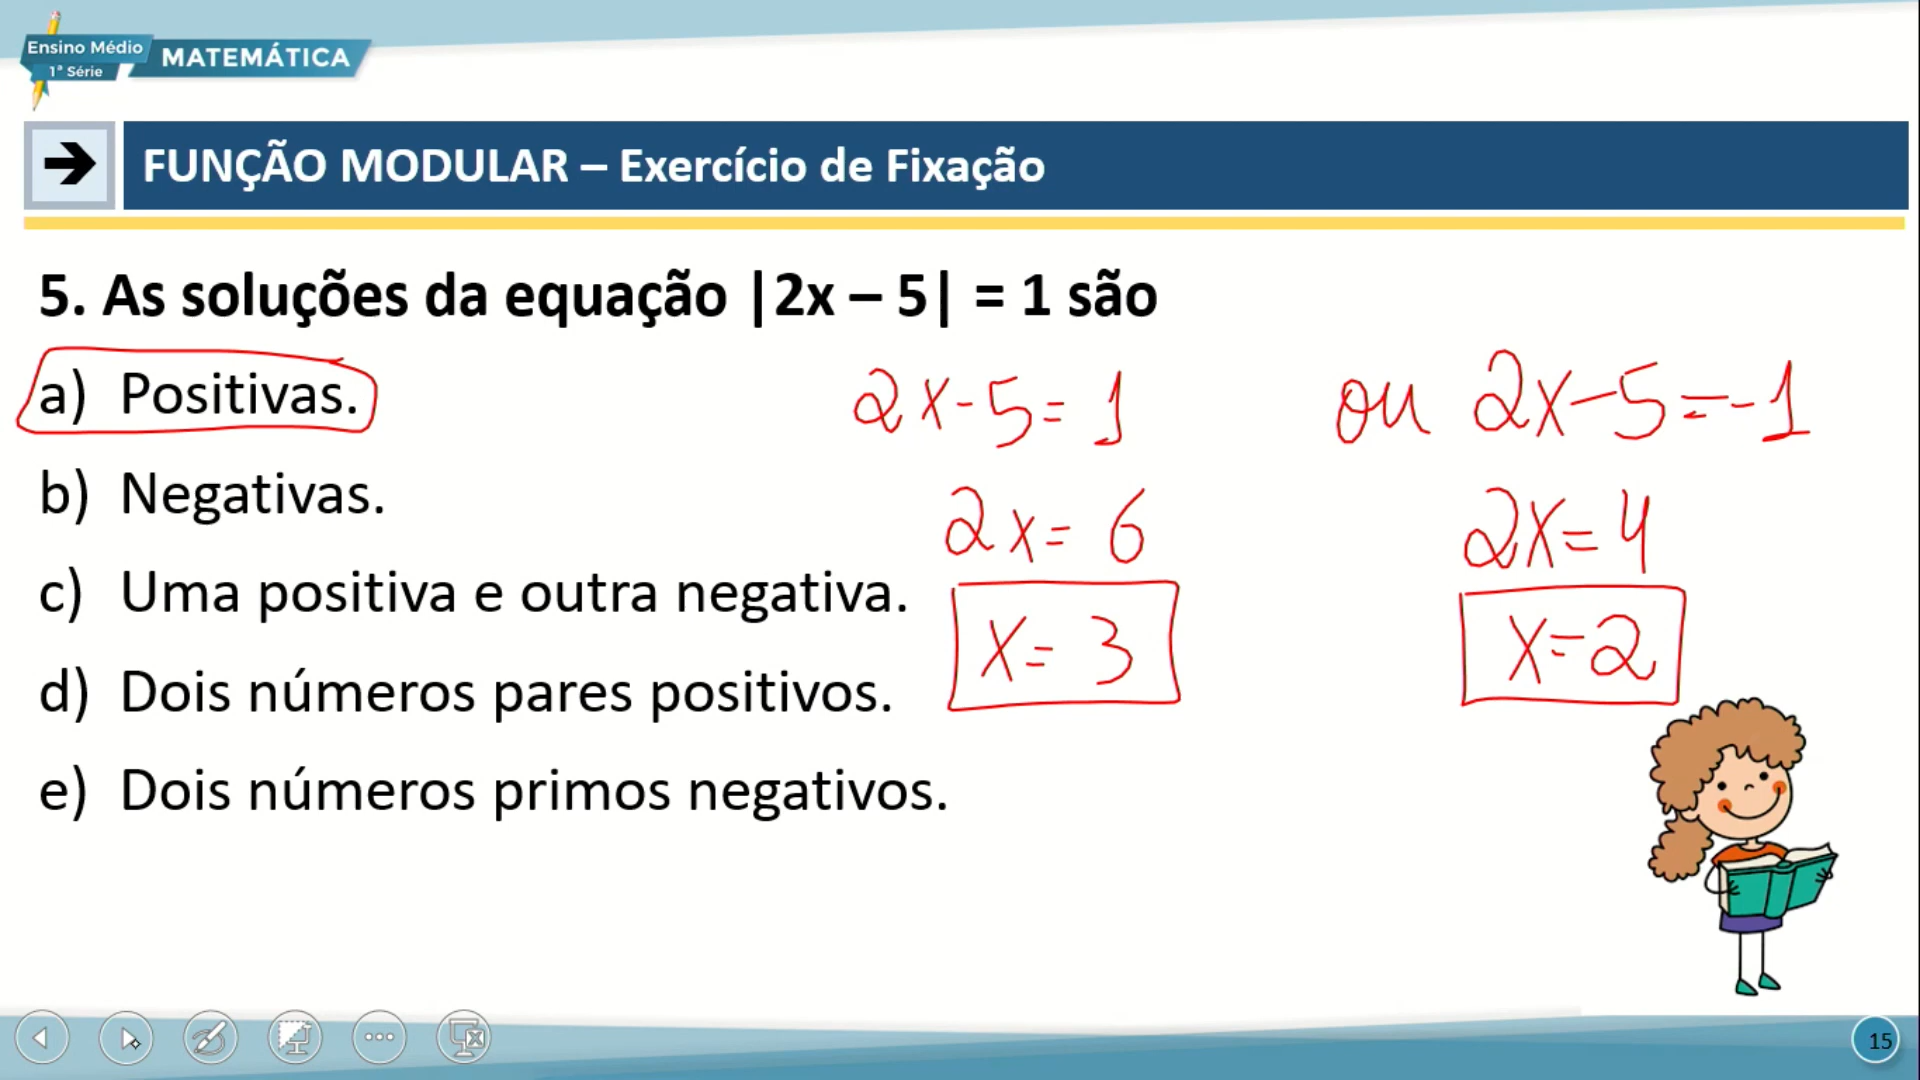 Ensino Médio
1ª Série
MATEMÁTICA
FUNÇÃO MODULAR – Exercício de Fixação
5. As soluções da equação |2x – 5| = 1 são
a) Positivas.
b) Negativas.
c) Uma positiva e outra negativa.
d) Dois números pares positivos.
e) Dois números primos negativos.
2x-5=1 ou 2x-5=-1
2x=6 2x=4
x=3 x=2
15